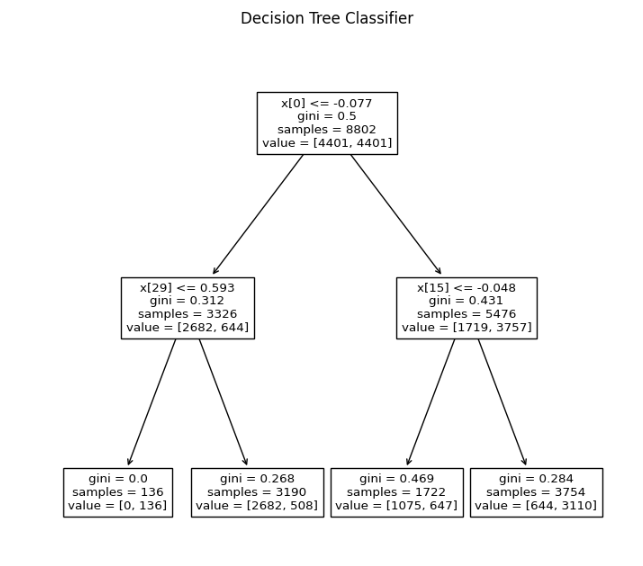 Decision Tree Classifier
x[0] <= -0.077
gini = 0.5
samples = 8802
value = [4401, 4401]
x[29] <= 0.593
gini = 0.312
samples = 3326
value = [2682, 644]
x[15] <= -0.048
gini = 0.431
samples = 5476
value = [1719, 3757]
gini = 0.0
samples = 136
value = [0, 136]
gini = 0.268
samples = 3190
value = [2682, 508]
gini = 0.469
samples = 1722
value = [1075, 647]
gini = 0.284
samples = 3754
value = [644, 3110]